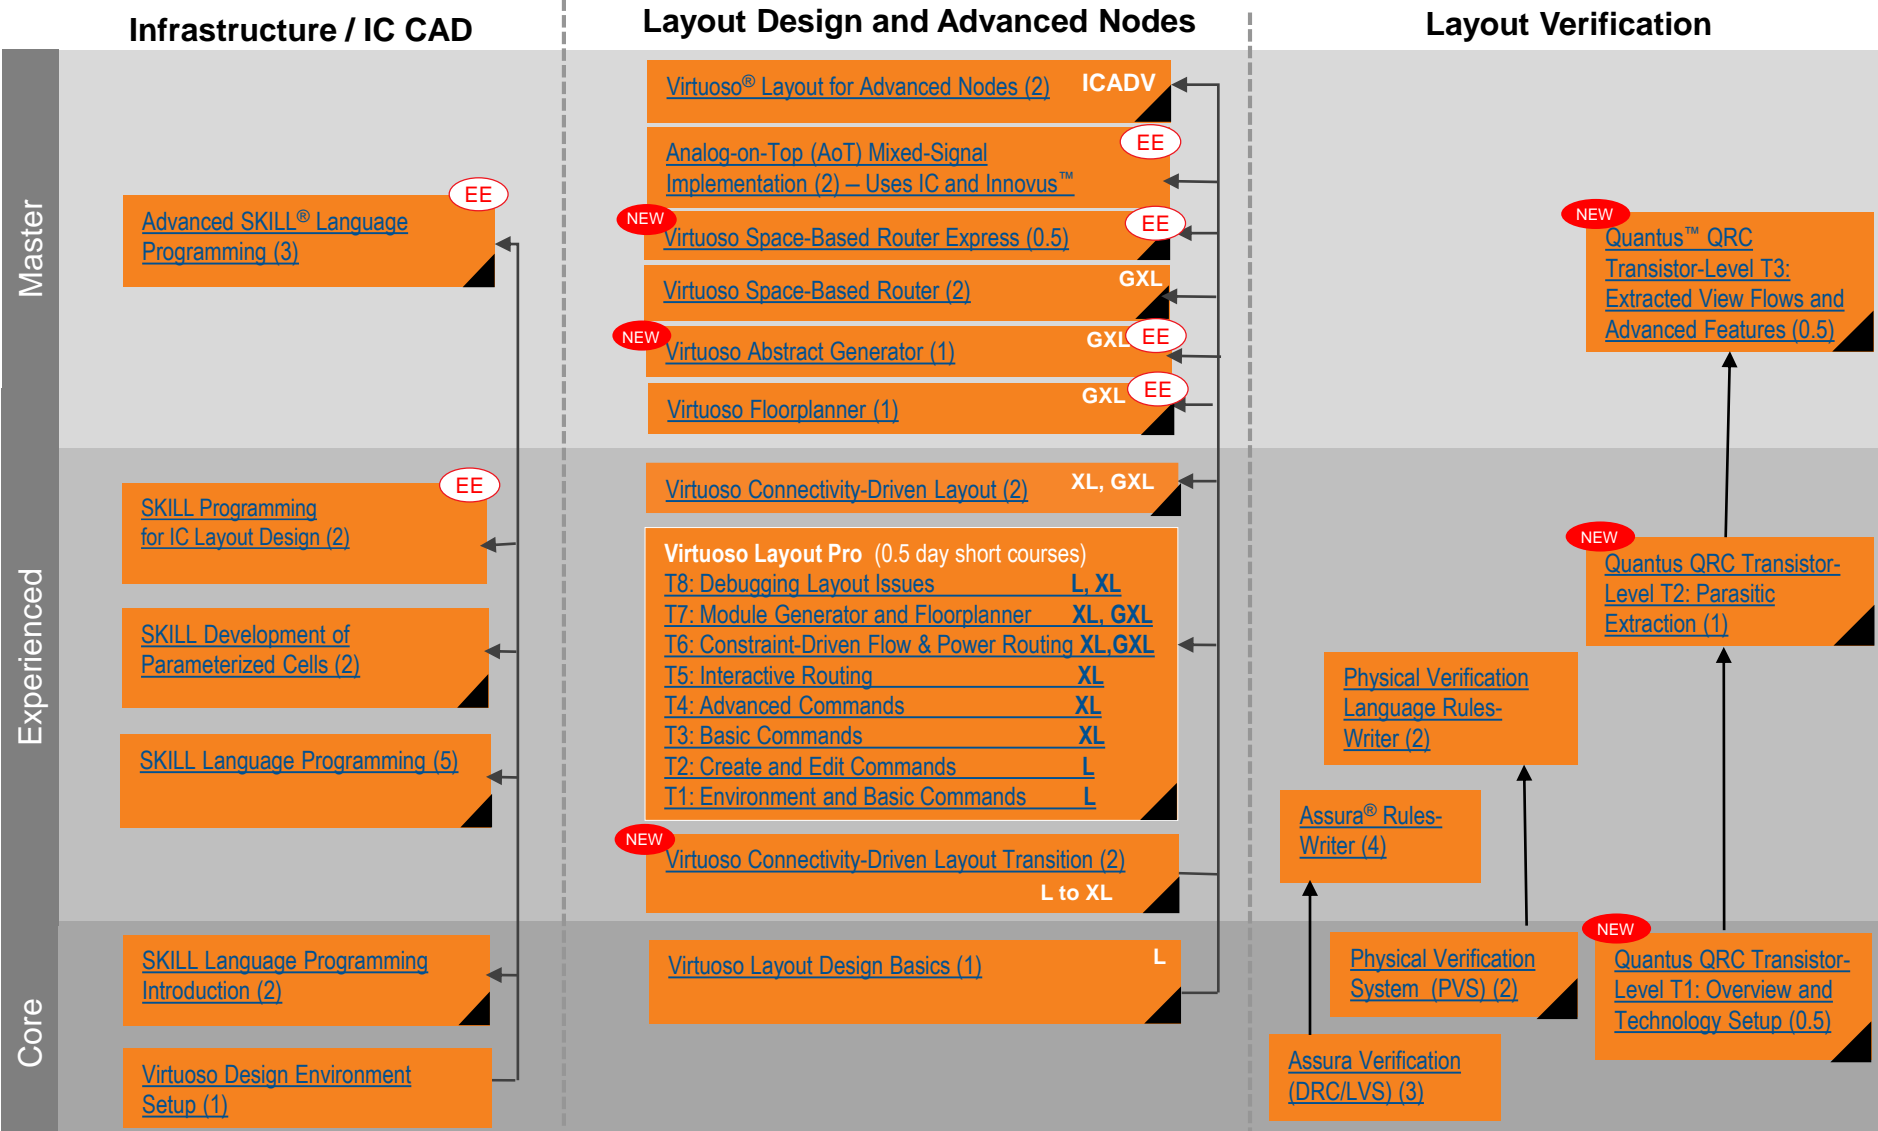 Infrastructure / IC CAD
Layout Design and Advanced Nodes
Layout Verification
Master
Experienced
Core
EE
Advanced SKILL® Language
Programming (3)
EE
SKILL Programming
for IC Layout Design (2)
SKILL Development of
Parameterized Cells (2)
SKILL Language Programming (5)
SKILL Language Programming
Introduction (2)
Virtuoso Design Environment
Setup (1)
Virtuoso® Layout for Advanced Nodes (2) ICADV
EE
Analog-on-Top (AoT) Mixed-Signal
Implementation (2) – Uses IC and Innovus™
NEW
EE
Virtuoso Space-Based Router Express (0.5)
GXL
Virtuoso Space-Based Router (2)
NEW
GXL EE
Virtuoso Abstract Generator (1)
GXL EE
Virtuoso Floorplanner (1)
Virtuoso Connectivity-Driven Layout (2) XL, GXL
Virtuoso Layout Pro (0.5 day short courses)
T8: Debugging Layout Issues L, XL
T7: Module Generator and Floorplanner XL, GXL
T6: Constraint-Driven Flow & Power Routing XL,GXL
T5: Interactive Routing XL
T4: Advanced Commands XL
T3: Basic Commands XL
T2: Create and Edit Commands L
T1: Environment and Basic Commands L
NEW
Virtuoso Connectivity-Driven Layout Transition (2)
L to XL
Virtuoso Layout Design Basics (1) L
NEW
Quantus™ QRC
Transistor-Level T3:
Extracted View Flows and
Advanced Features (0.5)
NEW
Quantus QRC Transistor-
Level T2: Parasitic
Extraction (1)
Physical Verification
Language Rules-
Writer (2)
Assura® Rules-
Writer (4)
Physical Verification
System (PVS) (2)
NEW
Quantus QRC Transistor-
Level T1: Overview and
Technology Setup (0.5)
Assura Verification
(DRC/LVS) (3)